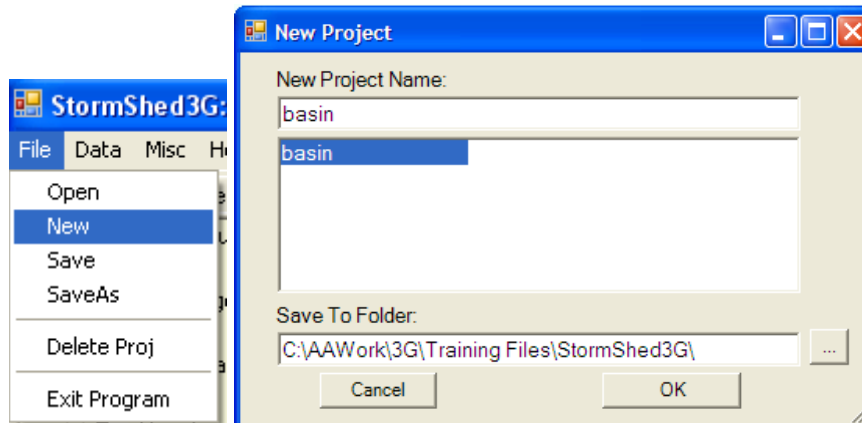 StormShed3G:
File Data Misc
Open
New
Save
SaveAs
Delete Proj
Exit Program
New Project
New Project Name:
basin
basin
Save To Folder:
C:\AAWork\3G\Training Files\StormShed3G\
...
Cancel OK